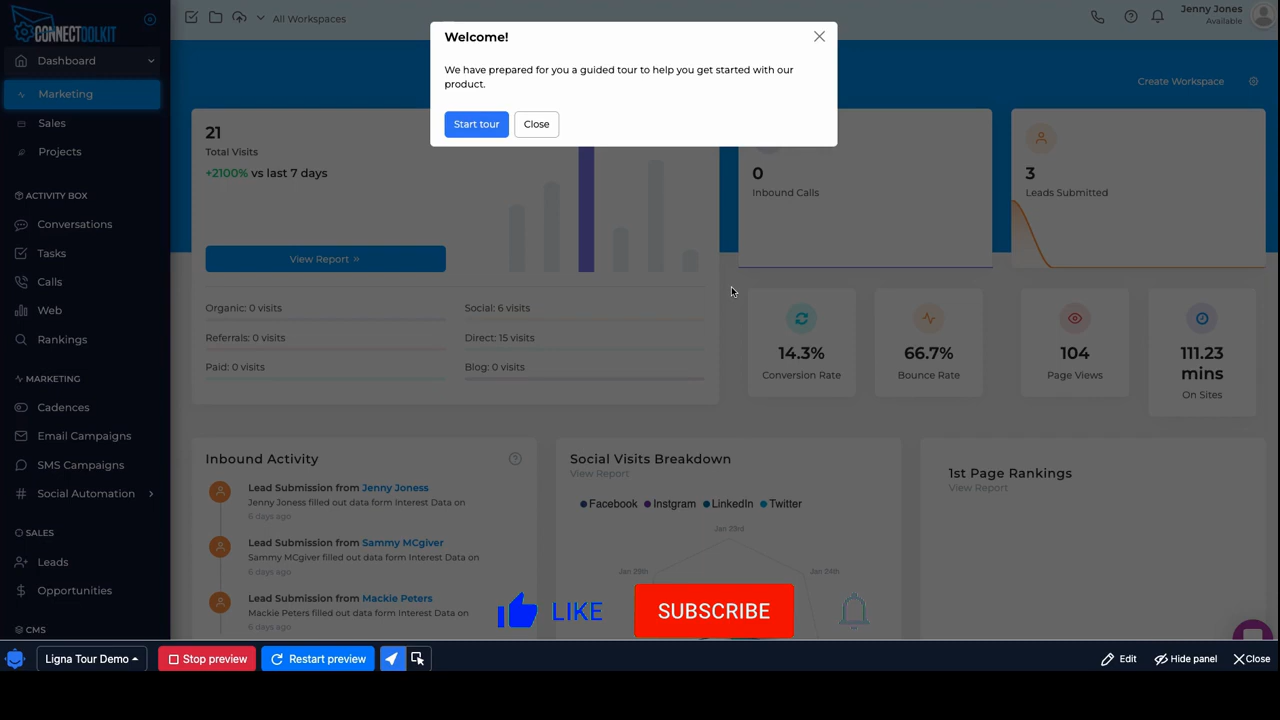 CONNECTOOLKIT
Dashboard
Marketing
Sales
Projects
ACTIVITY BOX
Conversations
Tasks
Calls
Web
Rankings
MARKETING
Cadences
Email Campaigns
SMS Campaigns
Social Automation
SALES
Leads
Opportunities
CMS
All Workspaces
Jenny Jones
Available
Create Workspace
Welcome!
We have prepared for you a guided tour to help you get started with our
product.
Start tour
Close
21
Total Visits
+2100% vs last 7 days
View Report »
Organic: 0 visits
Social: 6 visits
Referrals: 0 visits
Direct: 15 visits
Paid: 0 visits
Blog: 0 visits
0
Inbound Calls
3
Leads Submitted
14.3%
Conversion Rate
66.7%
Bounce Rate
104
Page Views
111.23
mins
On Sites
Inbound Activity
Lead Submission from Jenny Joness
Jenny Joness filled out data form Interest Data on
6 days ago
Lead Submission from Sammy MCgiver
Sammy MCgiver filled out data form Interest Data on
6 days ago
Lead Submission from Mackie Peters
Mackie Peters filled out data form Interest Data on
6 days ago
Social Visits Breakdown
View Report
Facebook Instgram LinkedIn Twitter
Jan 23rd
Jan 29th
Jan 24th
1st Page Rankings
View Report
LIKE
SUBSCRIBE
Ligna Tour Demo
Stop preview
Restart preview
Edit
Hide panel
Close